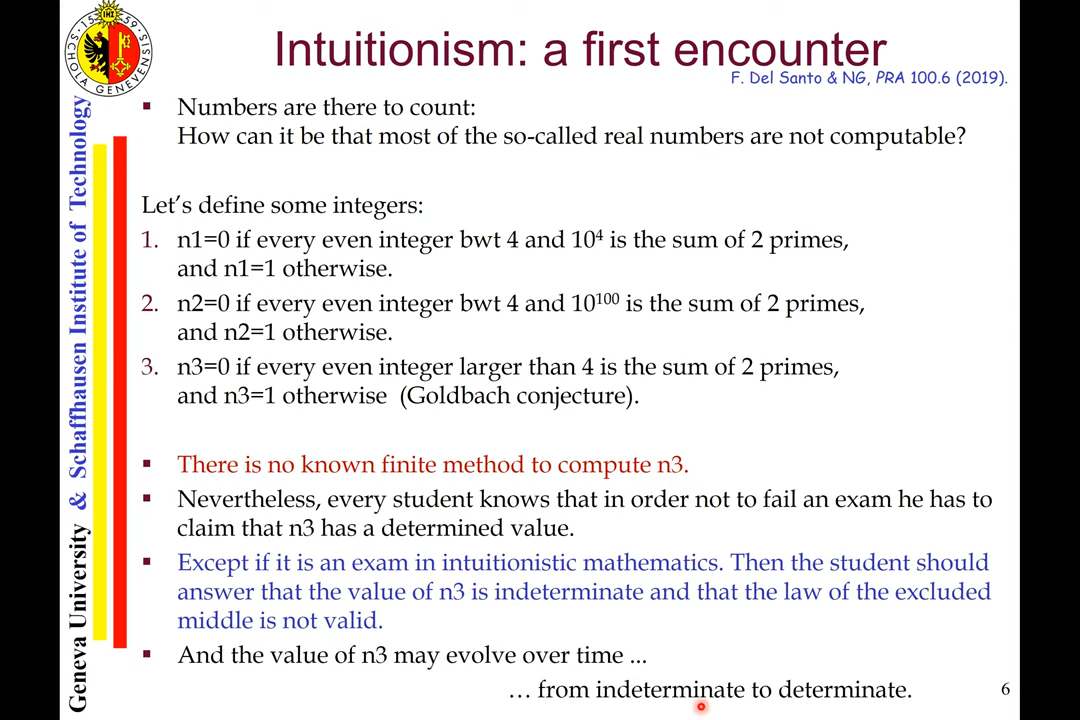 Intuitionism: a first encounter
F. Del Santo & NG, PRA 100.6 (2019).
▪ Numbers are there to count:
How can it be that most of the so-called real numbers are not computable?
Let’s define some integers:
1. n1=0 if every even integer bwt 4 and 10⁴ is the sum of 2 primes,
and n1=1 otherwise.
2. n2=0 if every even integer bwt 4 and 10¹⁰⁰ is the sum of 2 primes,
and n2=1 otherwise.
3. n3=0 if every even integer larger than 4 is the sum of 2 primes,
and n3=1 otherwise (Goldbach conjecture).
▪ There is no known finite method to compute n3.
▪ Nevertheless, every student knows that in order not to fail an exam he has to
claim that n3 has a determined value.
▪ Except if it is an exam in intuitionistic mathematics. Then the student should
answer that the value of n3 is indeterminate and that the law of the excluded
middle is not valid.
▪ And the value of n3 may evolve over time ...
… from indeterminate to determinate.
6
Geneva University & Schaffhausen Institute of Technology
SCHOLA GENEVENSIS
1559
IHΣ